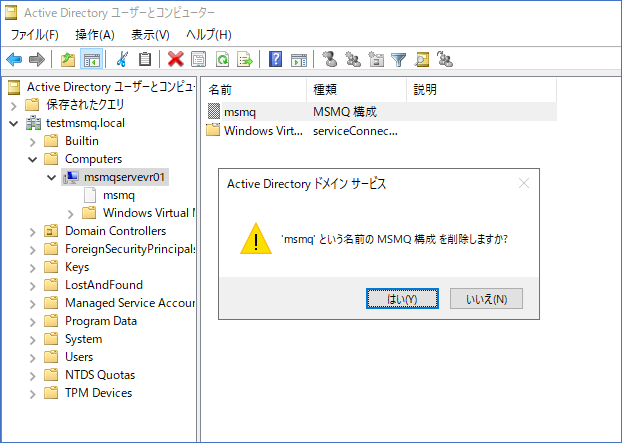 Active Directory ユーザーとコンピューター
ファイル(F) 操作(A) 表示(V) ヘルプ(H)
Active Directory ユーザーとコンピュ
保存されたクエリ
testmsmq.local
Builtin
Computers
msmqservevr01
msmq
Windows Virtual M
Domain Controllers
ForeignSecurityPrincipals
Keys
LostAndFound
Managed Service Accou
Program Data
System
Users
NTDS Quotas
TPM Devices
名前 種類 説明
msmq MSMQ 構成
Windows Virt... serviceConnec...
Active Directory ドメイン サービス
'msmq' という名前の MSMQ 構成 を削除しますか?
はい(Y) いいえ(N)